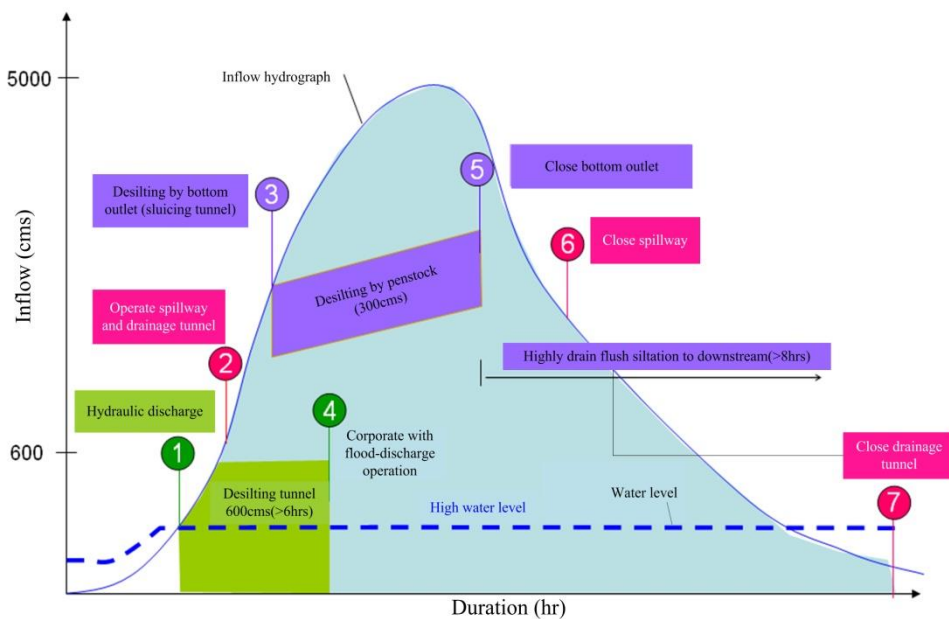 5000
Inflow hydrograph
5
Close bottom outlet
3
Desilting by bottom
outlet (sluicing tunnel)
6
Close spillway
Inflow (cms)
Desilting by penstock
(300cms)
Operate spillway
and drainage tunnel
2
Highly drain flush siltation to downstream(>8hrs)
Hydraulic discharge
4
1
Corporate with
flood-discharge
operation
600
Close drainage
tunnel
Desilting tunnel
600cms(>6hrs)
High water level
Water level
7
Duration (hr)